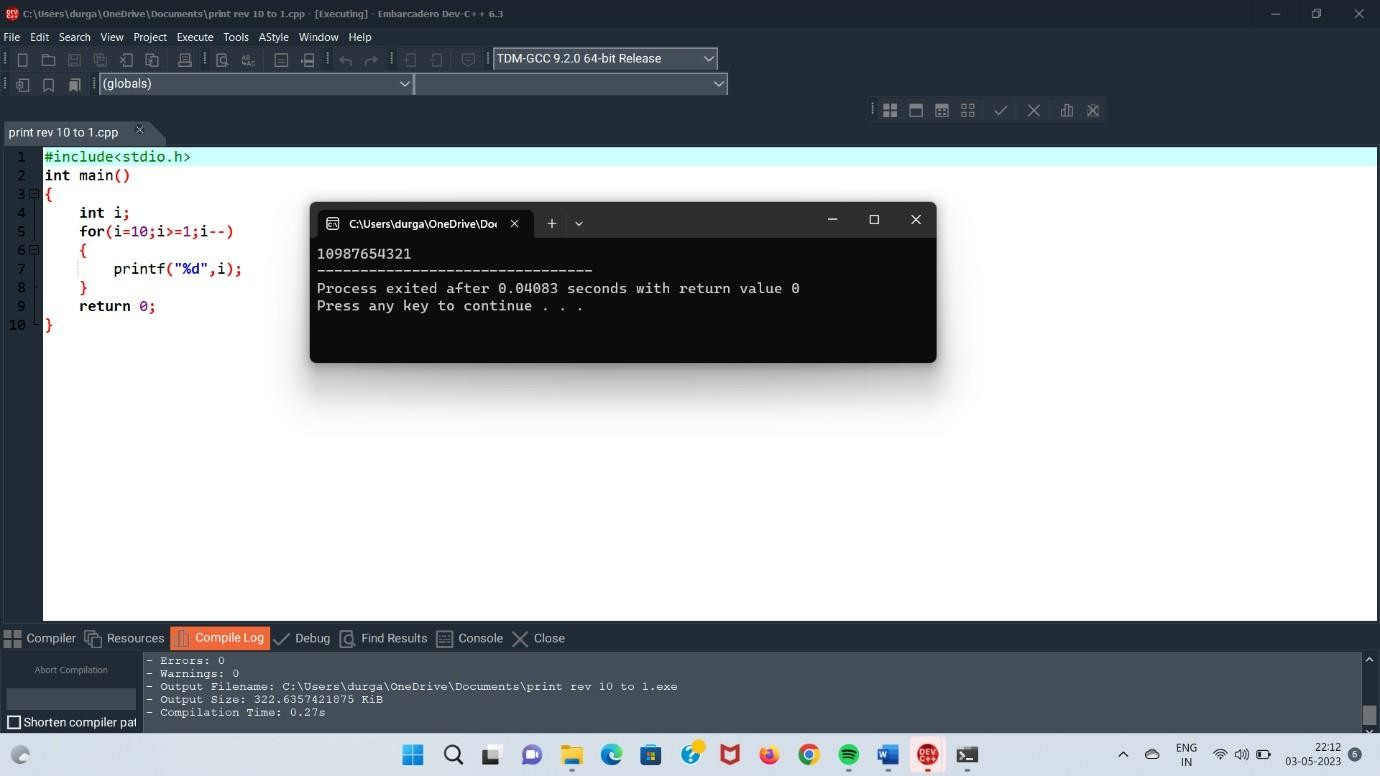 C:\Users\durga\OneDrive\Documents\print rev 10 to 1.cpp - [Executing] - Embarcadero Dev-C++ 6.3
File Edit Search View Project Execute Tools AStyle Window Help
TDM-GCC 9.2.0 64-bit Release
(globals)
print rev 10 to 1.cpp
1 #include<stdio.h>
2 int main()
3 {
4 int i;
5 for(i=10;i>=1;i--)
6 {
7 printf("%d",i);
8 }
9 return 0;
10 }
C:\Users\durga\OneDrive\Doc
10987654321
--------------------------------
Process exited after 0.04083 seconds with return value 0
Press any key to continue . . .
Compiler Resources Compile Log Debug Find Results Console Close
Abort Compilation
Shorten compiler pat
- Errors: 0
- Warnings: 0
- Output Filename: C:\Users\durga\OneDrive\Documents\print rev 10 to 1.exe
- Output Size: 322.6357421875 KiB
- Compilation Time: 0.27s
DEV C++
ENG
IN
22:12
03-05-2023
6